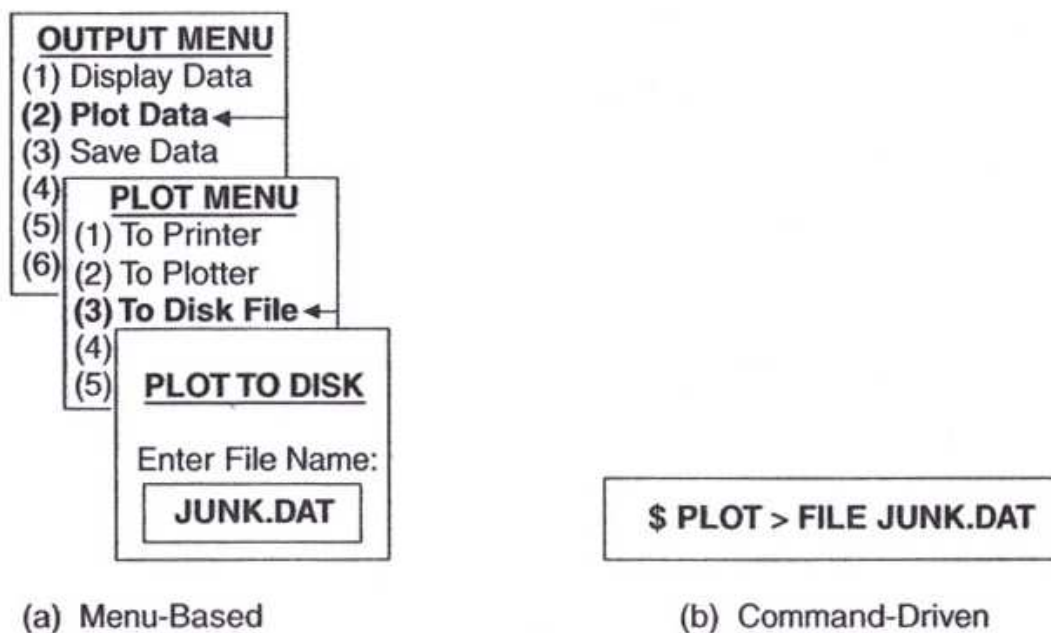 OUTPUT MENU
(1) Display Data
(2) Plot Data
(3) Save Data
(4)
(5)
(6)
PLOT MENU
(1) To Printer
(2) To Plotter
(3) To Disk File
(4)
(5)
PLOT TO DISK
Enter File Name:
JUNK.DAT
(a) Menu-Based
$ PLOT > FILE JUNK.DAT
(b) Command-Driven